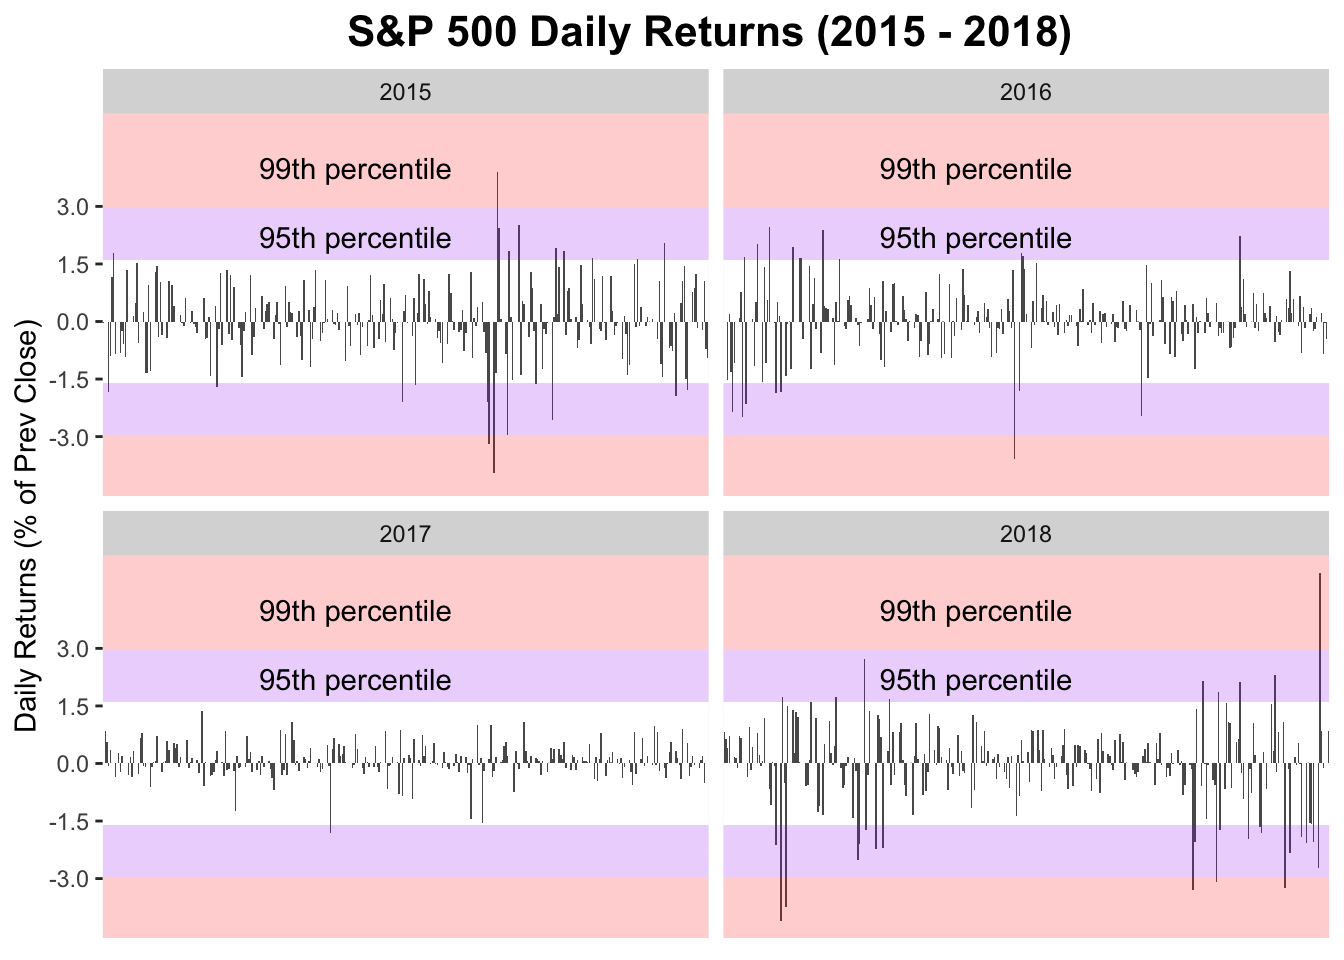 S&P 500 Daily Returns (2015 - 2018)
Daily Returns (% of Prev Close)
2015
99th percentile
95th percentile
3.0
1.5
0.0
-1.5
-3.0
2016
99th percentile
95th percentile
2017
99th percentile
95th percentile
3.0
1.5
0.0
-1.5
-3.0
2018
99th percentile
95th percentile